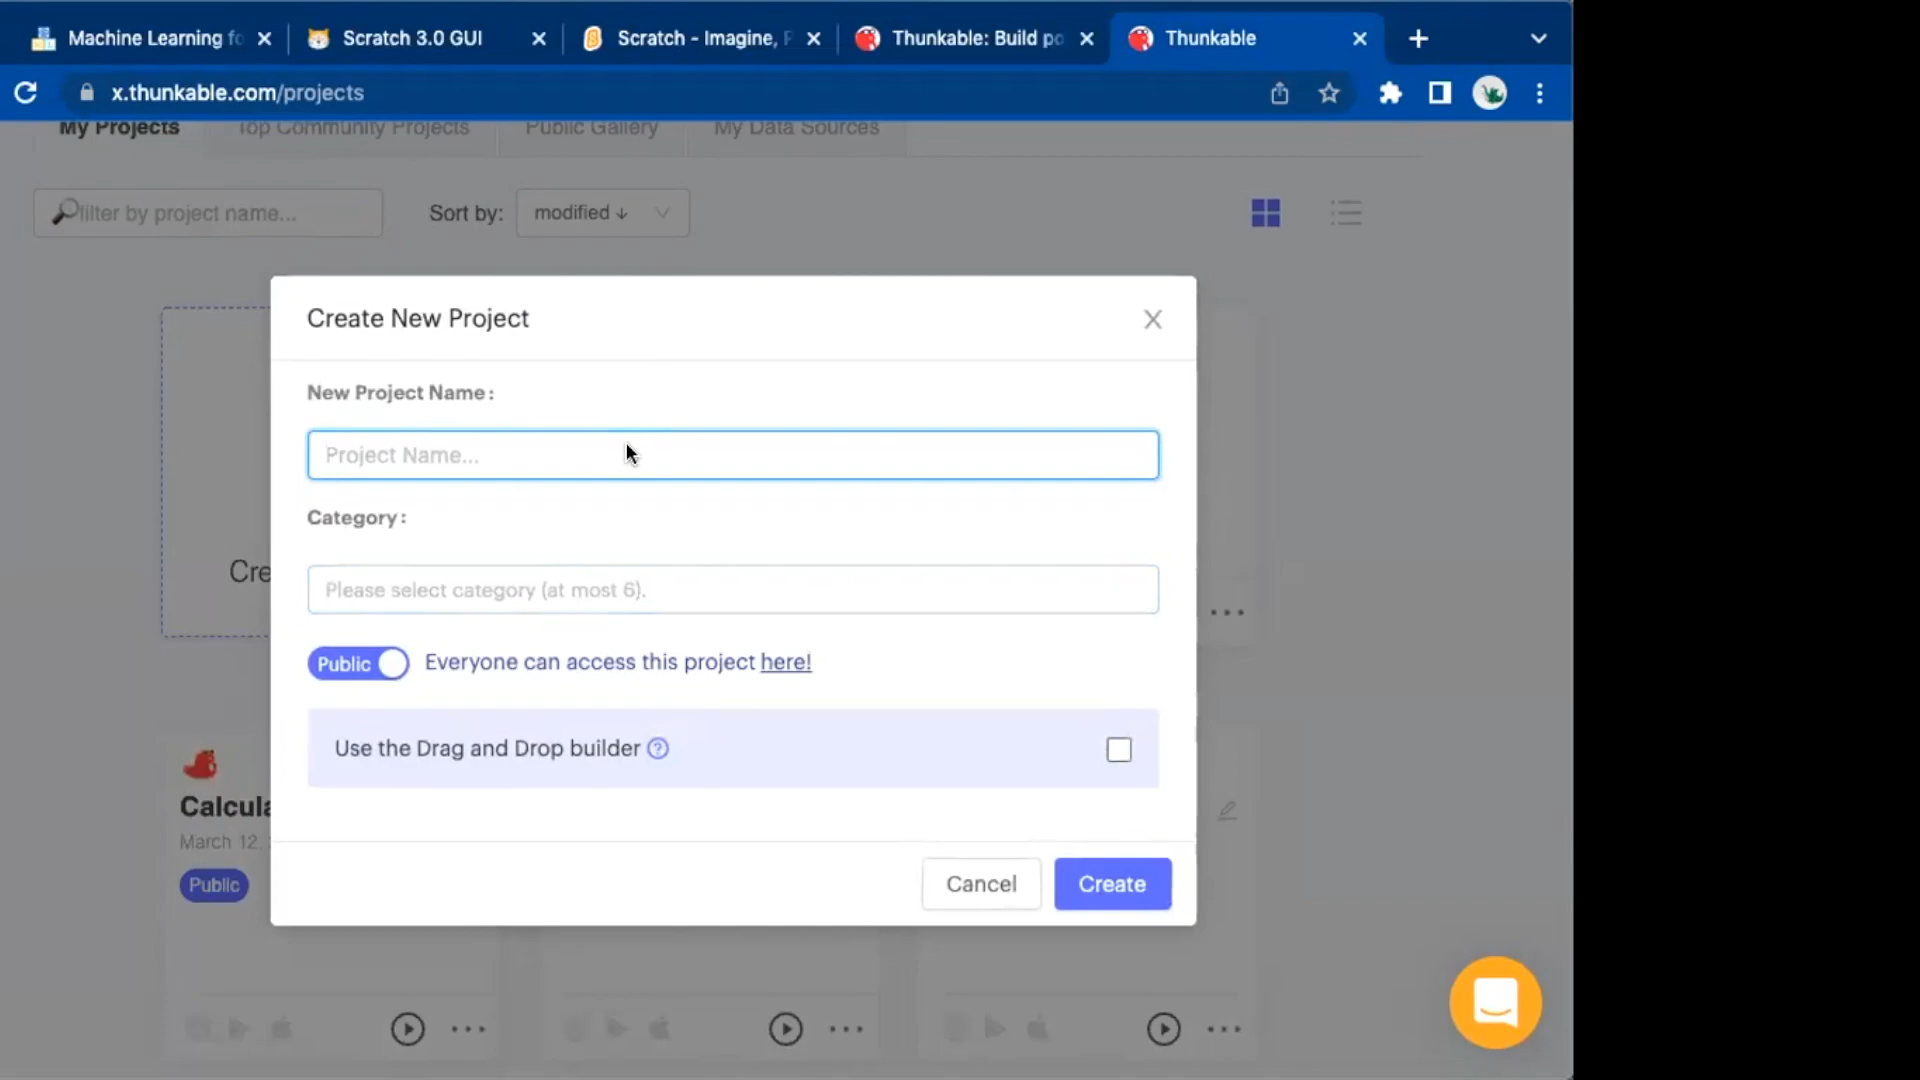 Machine Learning fo
Scratch 3.0 GUI
Scratch - Imagine, P
Thunkable: Build po
Thunkable
x.thunkable.com/projects
My Projects
Top Community Projects
Public Gallery
My Data Sources
filter by project name...
Sort by:
modified ↓
Create New Project
New Project Name:
Project Name...
Category:
Please select category (at most 6).
Cre
Public
Everyone can access this project here!
Use the Drag and Drop builder ?
Calcula
March 12,
Public
Cancel
Create